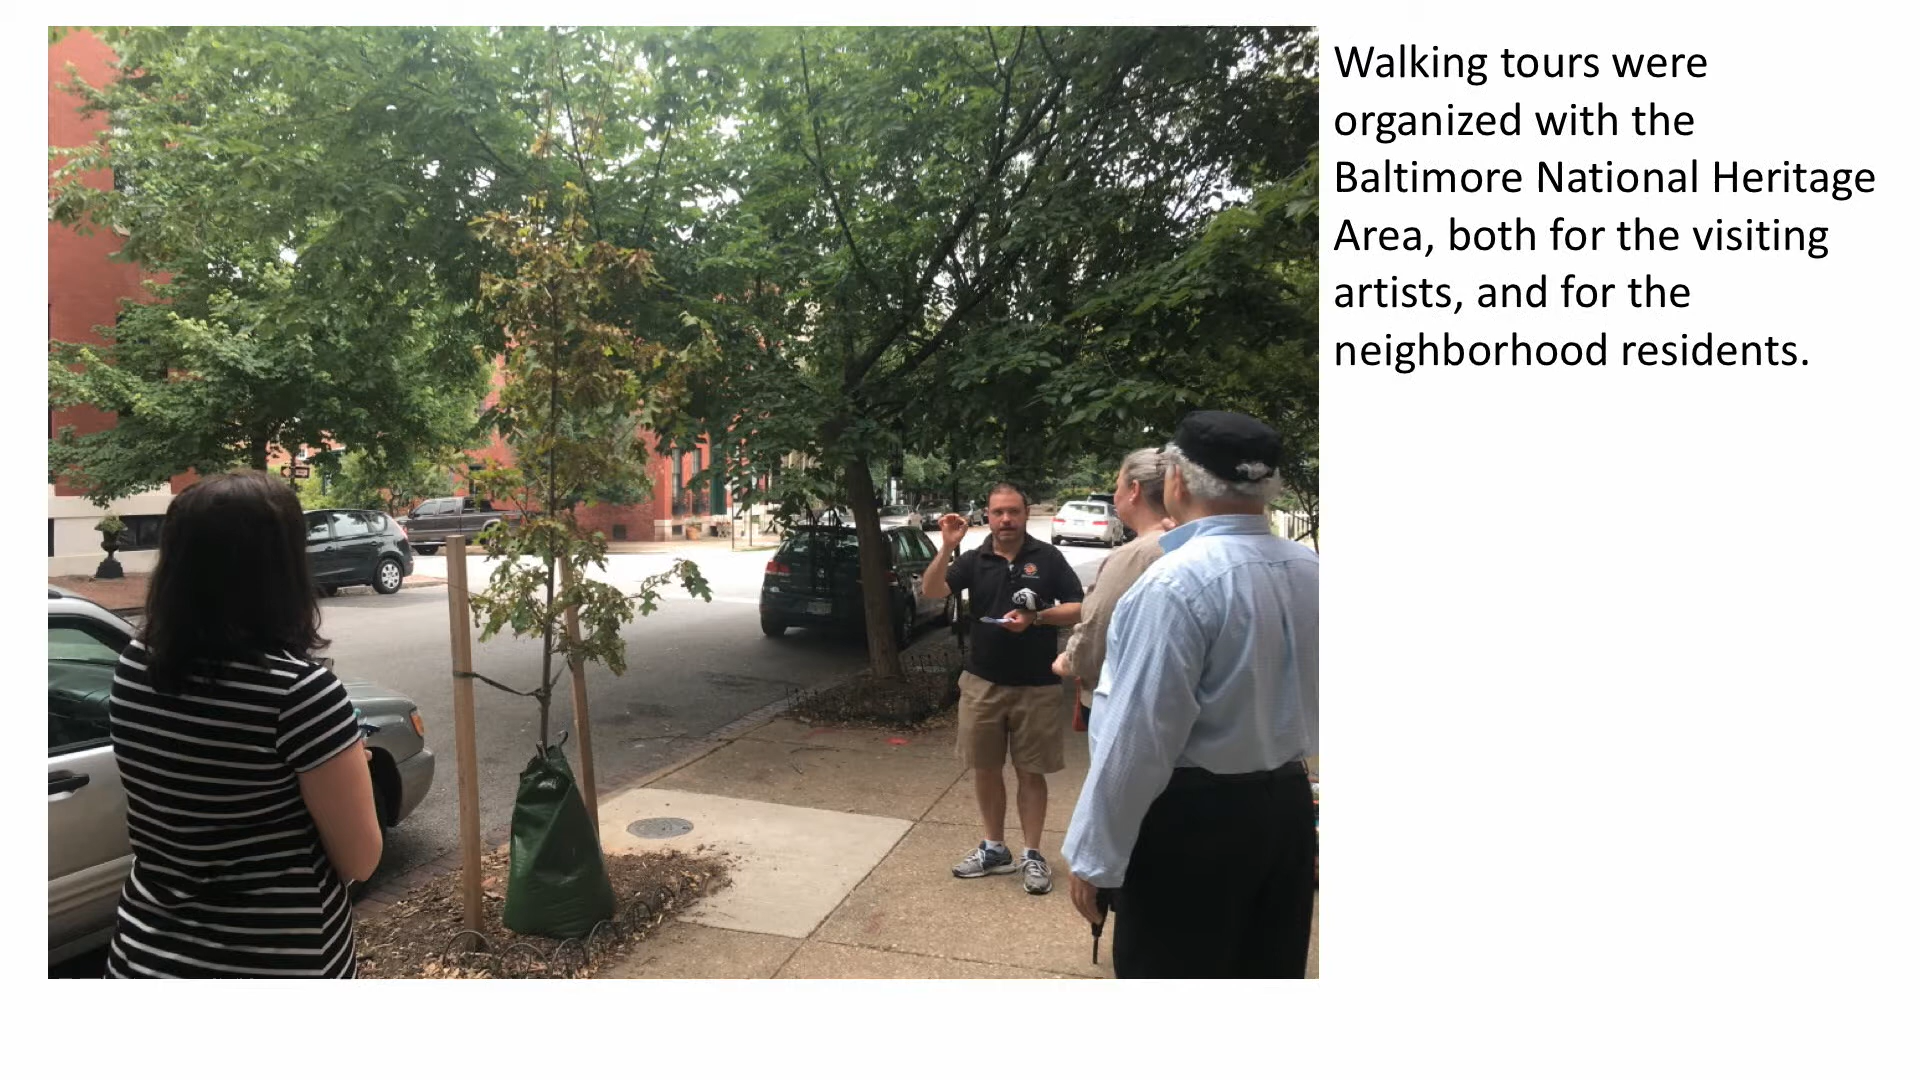 Walking tours were
organized with the
Baltimore National Heritage
Area, both for the visiting
artists, and for the
neighborhood residents.